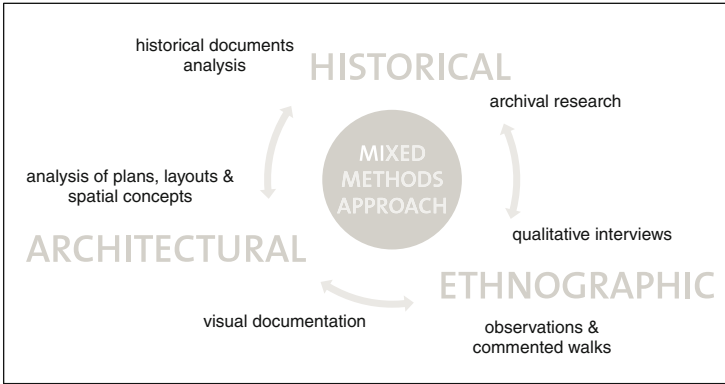 historical documents
analysis
HISTORICAL
archival research
MIXED
METHODS
APPROACH
analysis of plans, layouts &
spatial concepts
ARCHITECTURAL
qualitative interviews
ETHNOGRAPHIC
visual documentation
observations &
commented walks